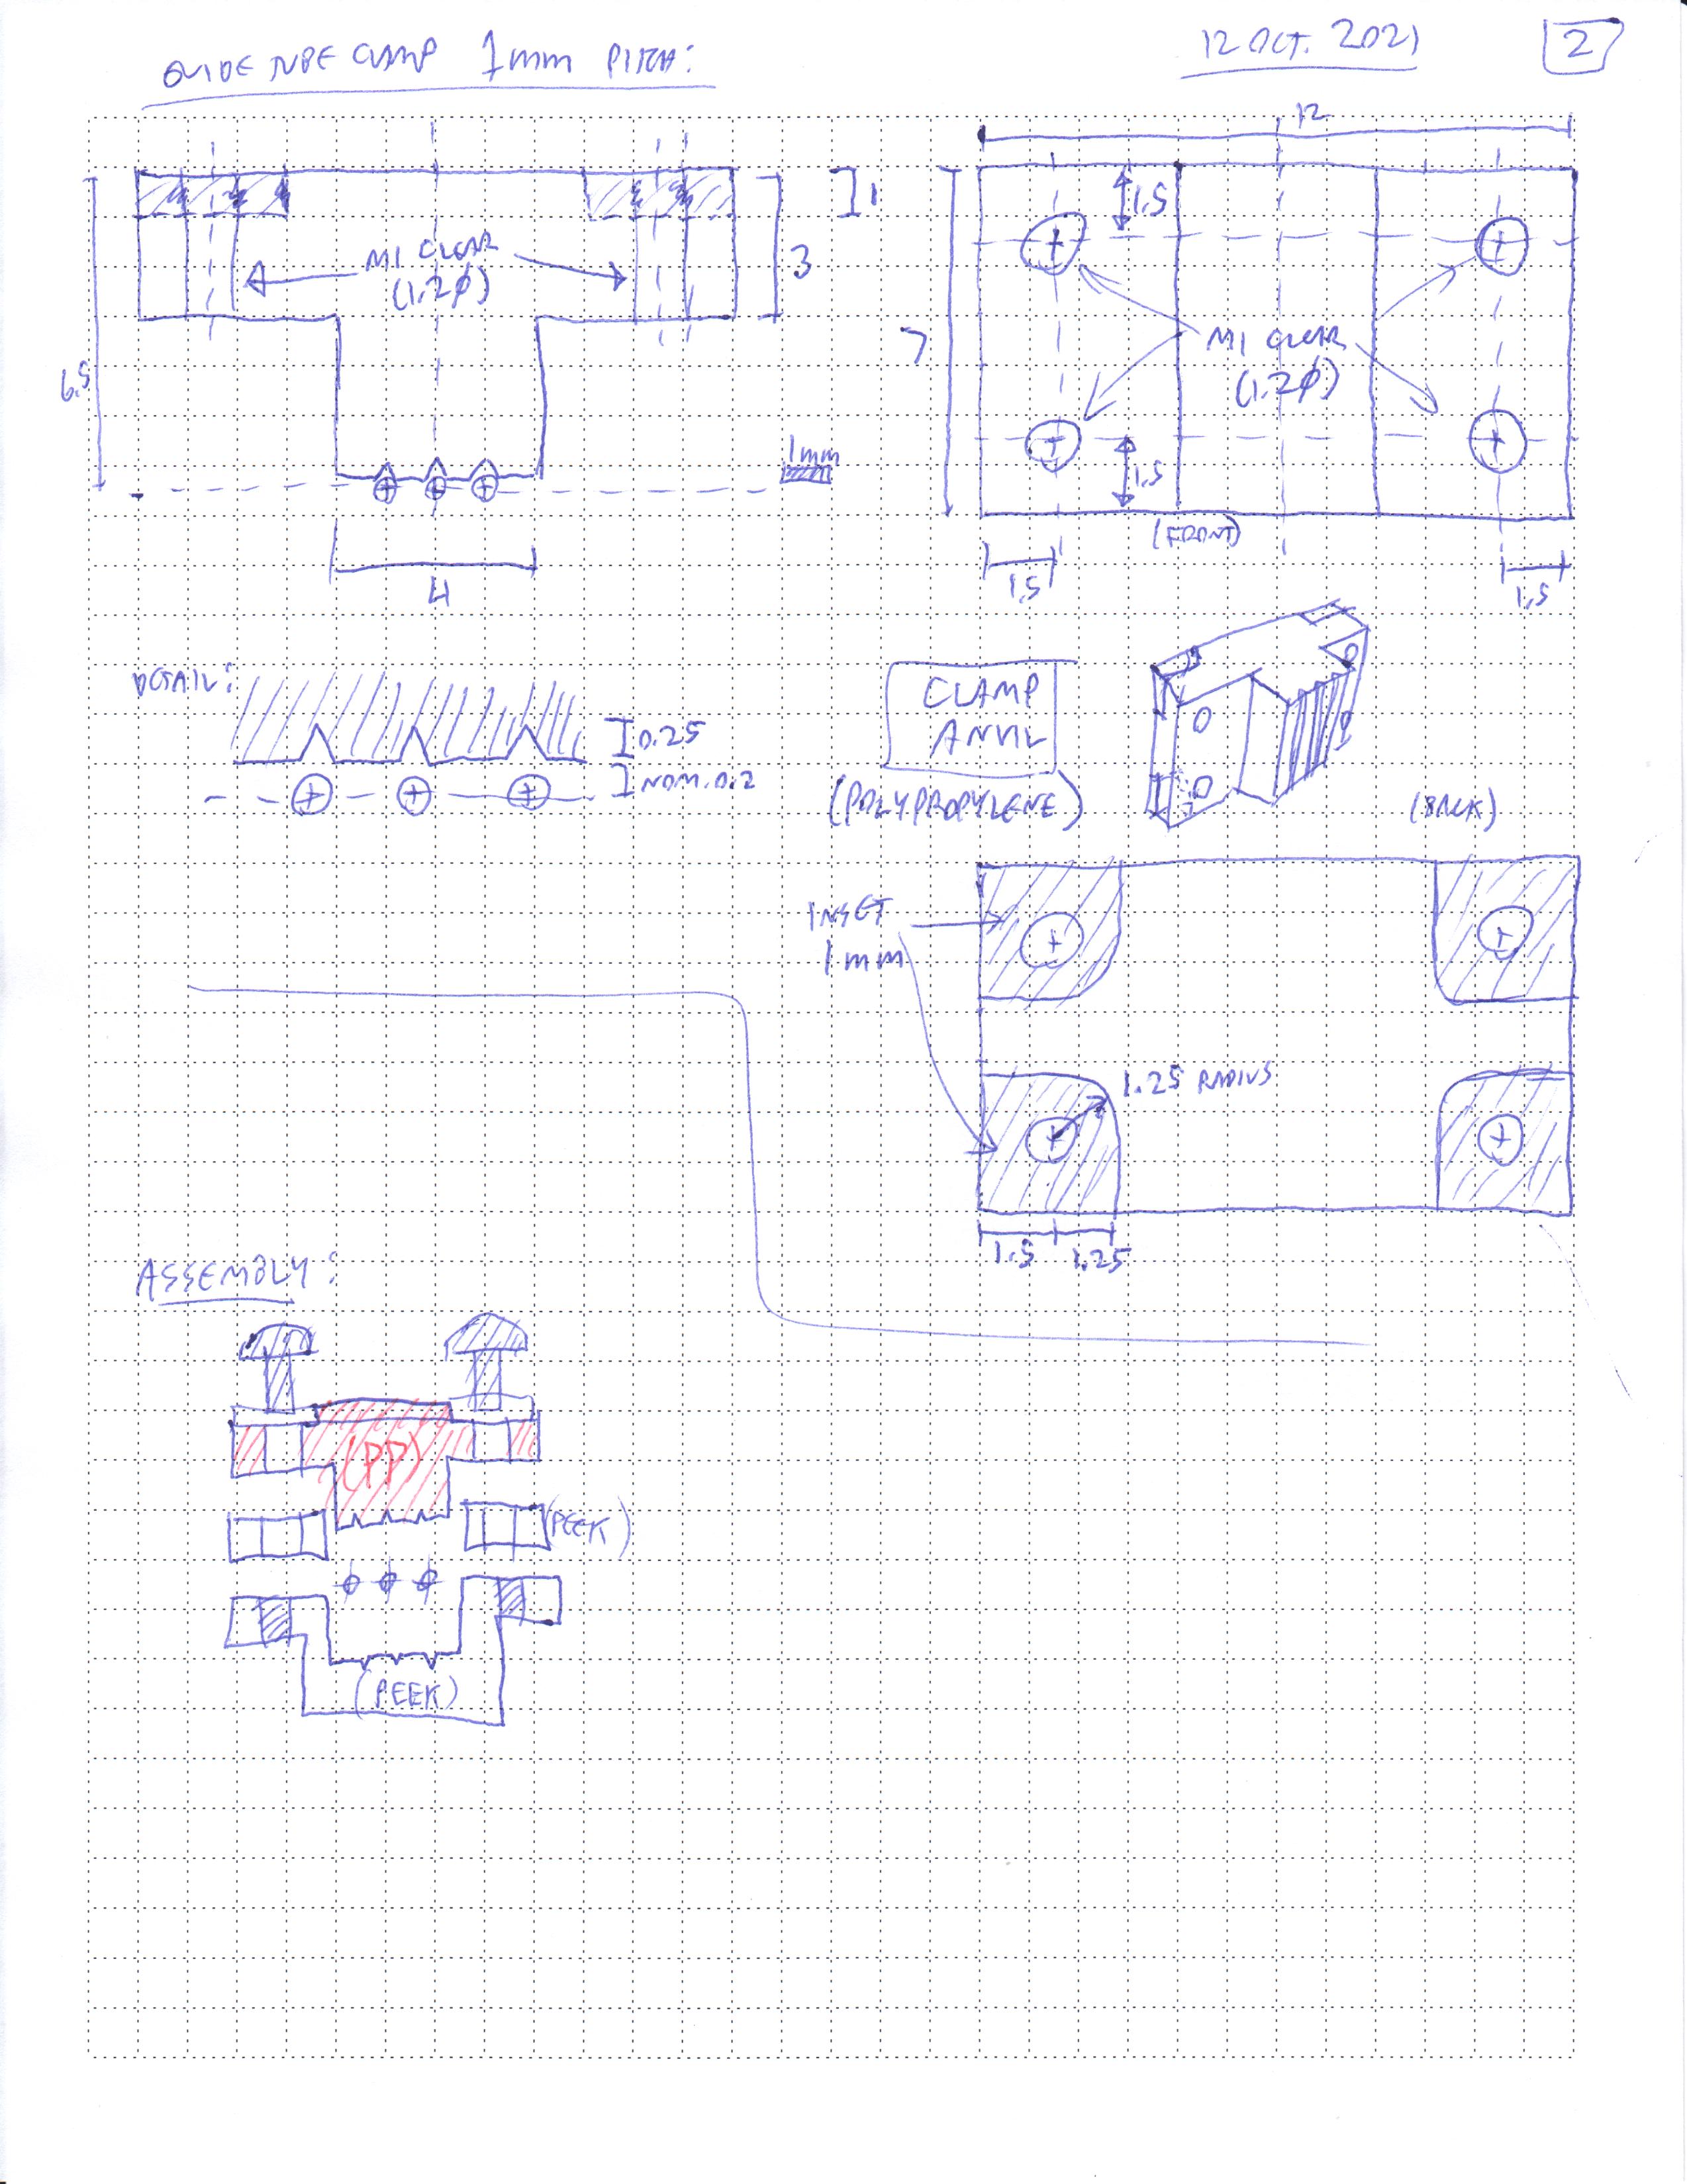 GUIDE TUBE CLAMP 1mm PITCH:
12 OCT. 2021
2
12
1
1.5
M1 CLEAR
(1.2φ)
3
6.5
7
M1 CLEAR
(1.2φ)
1mm
1.5
(FRONT)
4
1.5
1.5
DETAIL:
0.25
NOM. 0.2
CLAMP
ANVIL
(POLYPROPYLENE)
(BACK)
INSET
1mm
1.25 RADIUS
1.5
1.25
ASSEMBLY:
(PP)
(PEEK)
(PEEK)